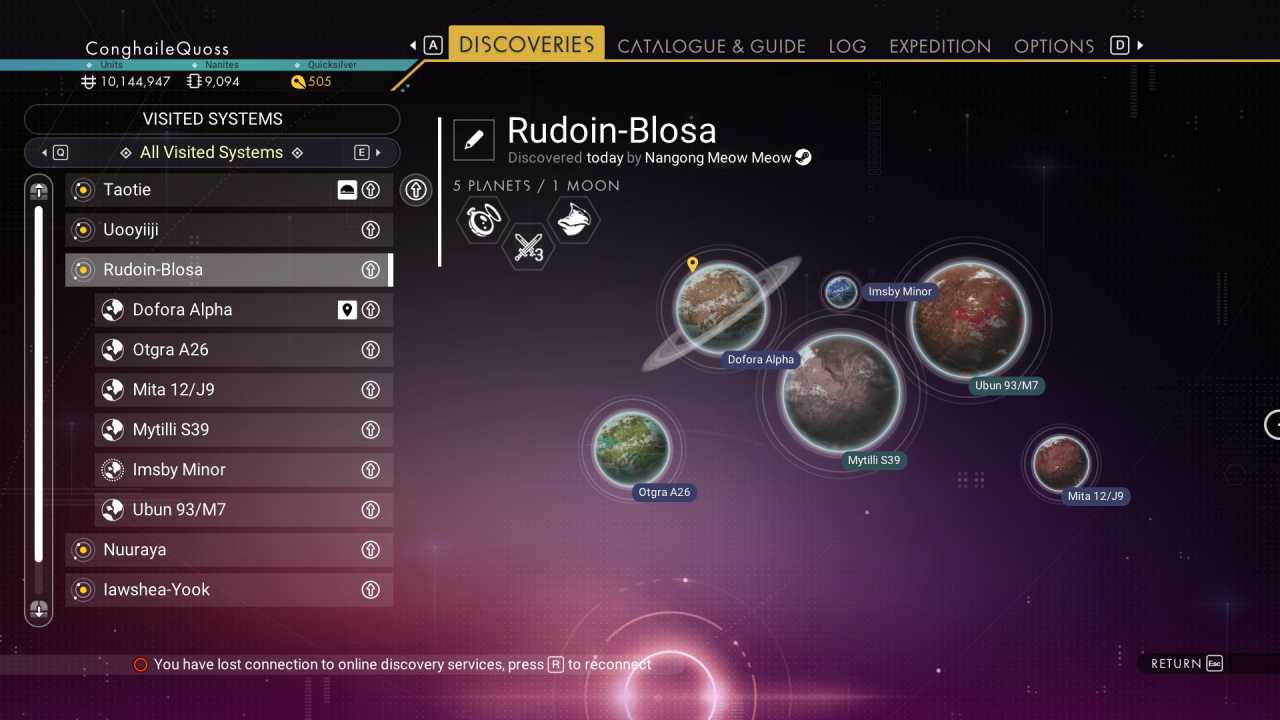 ConghaileQuoss
Units Nanites Quicksilver
10,144,947 9,094 505
A DISCOVERIES CATALOGUE & GUIDE LOG EXPEDITION OPTIONS D
VISITED SYSTEMS
Q All Visited Systems E
Taotie
Uooyiiji
Rudoin-Blosa
Dofora Alpha
Otgra A26
Mita 12/J9
Mytilli S39
Imsby Minor
Ubun 93/M7
Nuuraya
Iawshea-Yook
Rudoin-Blosa
Discovered today by Nangong Meow Meow
5 PLANETS / 1 MOON
3
Imsby Minor
Dofora Alpha
Ubun 93/M7
Mytilli S39
Otgra A26
Mita 12/J9
You have lost connection to online discovery services, press R to reconnect
RETURN Esc